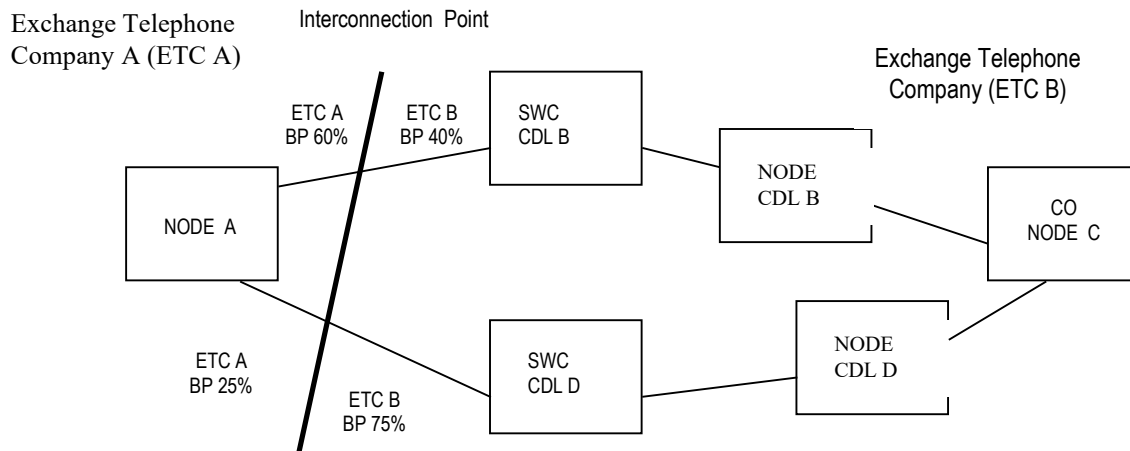 Exchange Telephone
Company A (ETC A)
Interconnection Point
Exchange Telephone
Company (ETC B)
ETC A
BP 60%
ETC B
BP 40%
SWC
CDL B
NODE
CDL B
NODE A
CO
NODE C
ETC A
BP 25%
ETC B
BP 75%
SWC
CDL D
NODE
CDL D